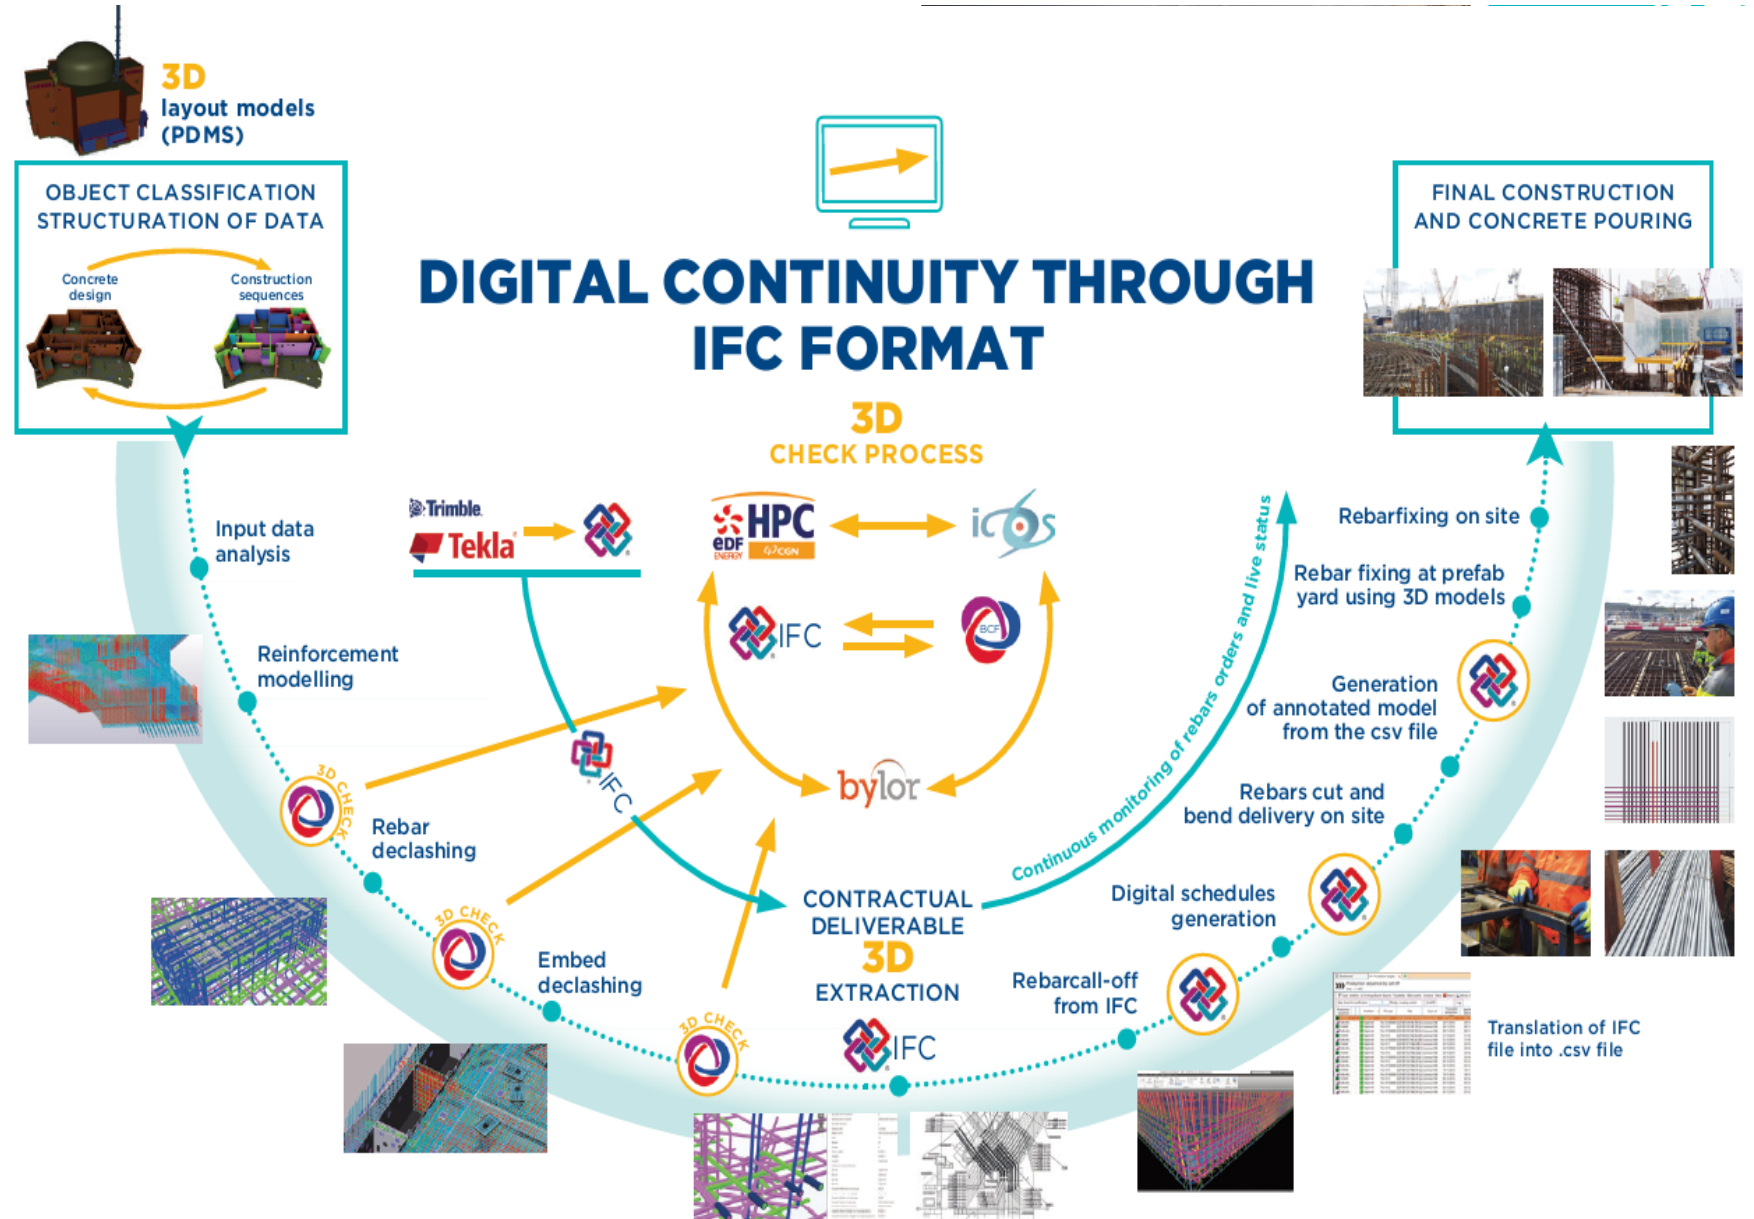 3D
layout models
(PDMS)
OBJECT CLASSIFICATION
STRUCTURATION OF DATA
Concrete
design
Construction
sequences
DIGITAL CONTINUITY THROUGH
IFC FORMAT
3D
CHECK PROCESS
FINAL CONSTRUCTION
AND CONCRETE POURING
Trimble.
Tekla
eDF
ENERGY
HPC
CGN
icos
IFC
BCF
bylor
IFC
Input data
analysis
Reinforcement
modelling
3D CHECK
Rebar
declashing
3D CHECK
Embed
declashing
3D CHECK
CONTRACTUAL
DELIVERABLE
3D
EXTRACTION
IFC
Continuous monitoring of rebars orders and live status
Rebarcall-off
from IFC
Digital schedules
generation
Translation of IFC
file into .csv file
Rebars cut and
bend delivery on site
Generation
of annotated model
from the csv file
Rebar fixing at prefab
yard using 3D models
Rebarfixing on site